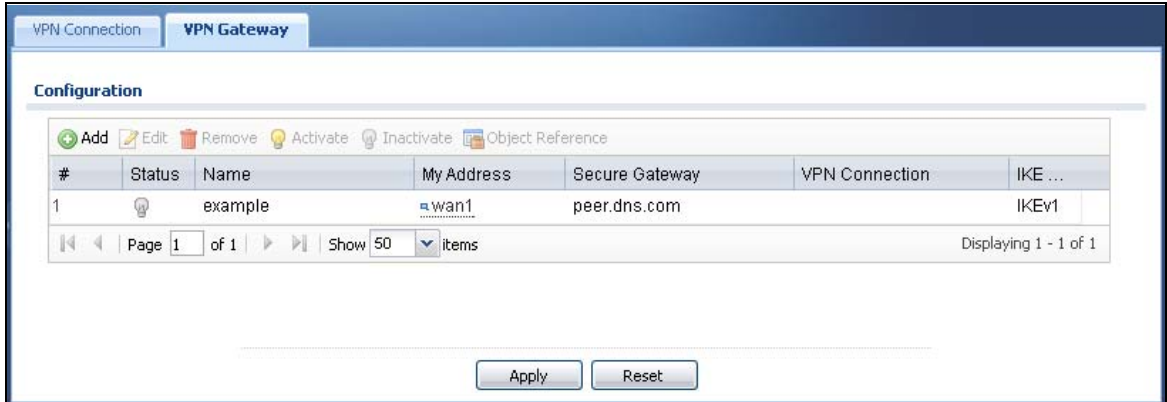 VPN Connection VPN Gateway
Configuration
Add Edit Remove Activate Inactivate Object Reference
# Status Name My Address Secure Gateway VPN Connection IKE ...
1 example wan1 peer.dns.com IKEv1
Page 1 of 1 Show 50 items Displaying 1 - 1 of 1
Apply Reset